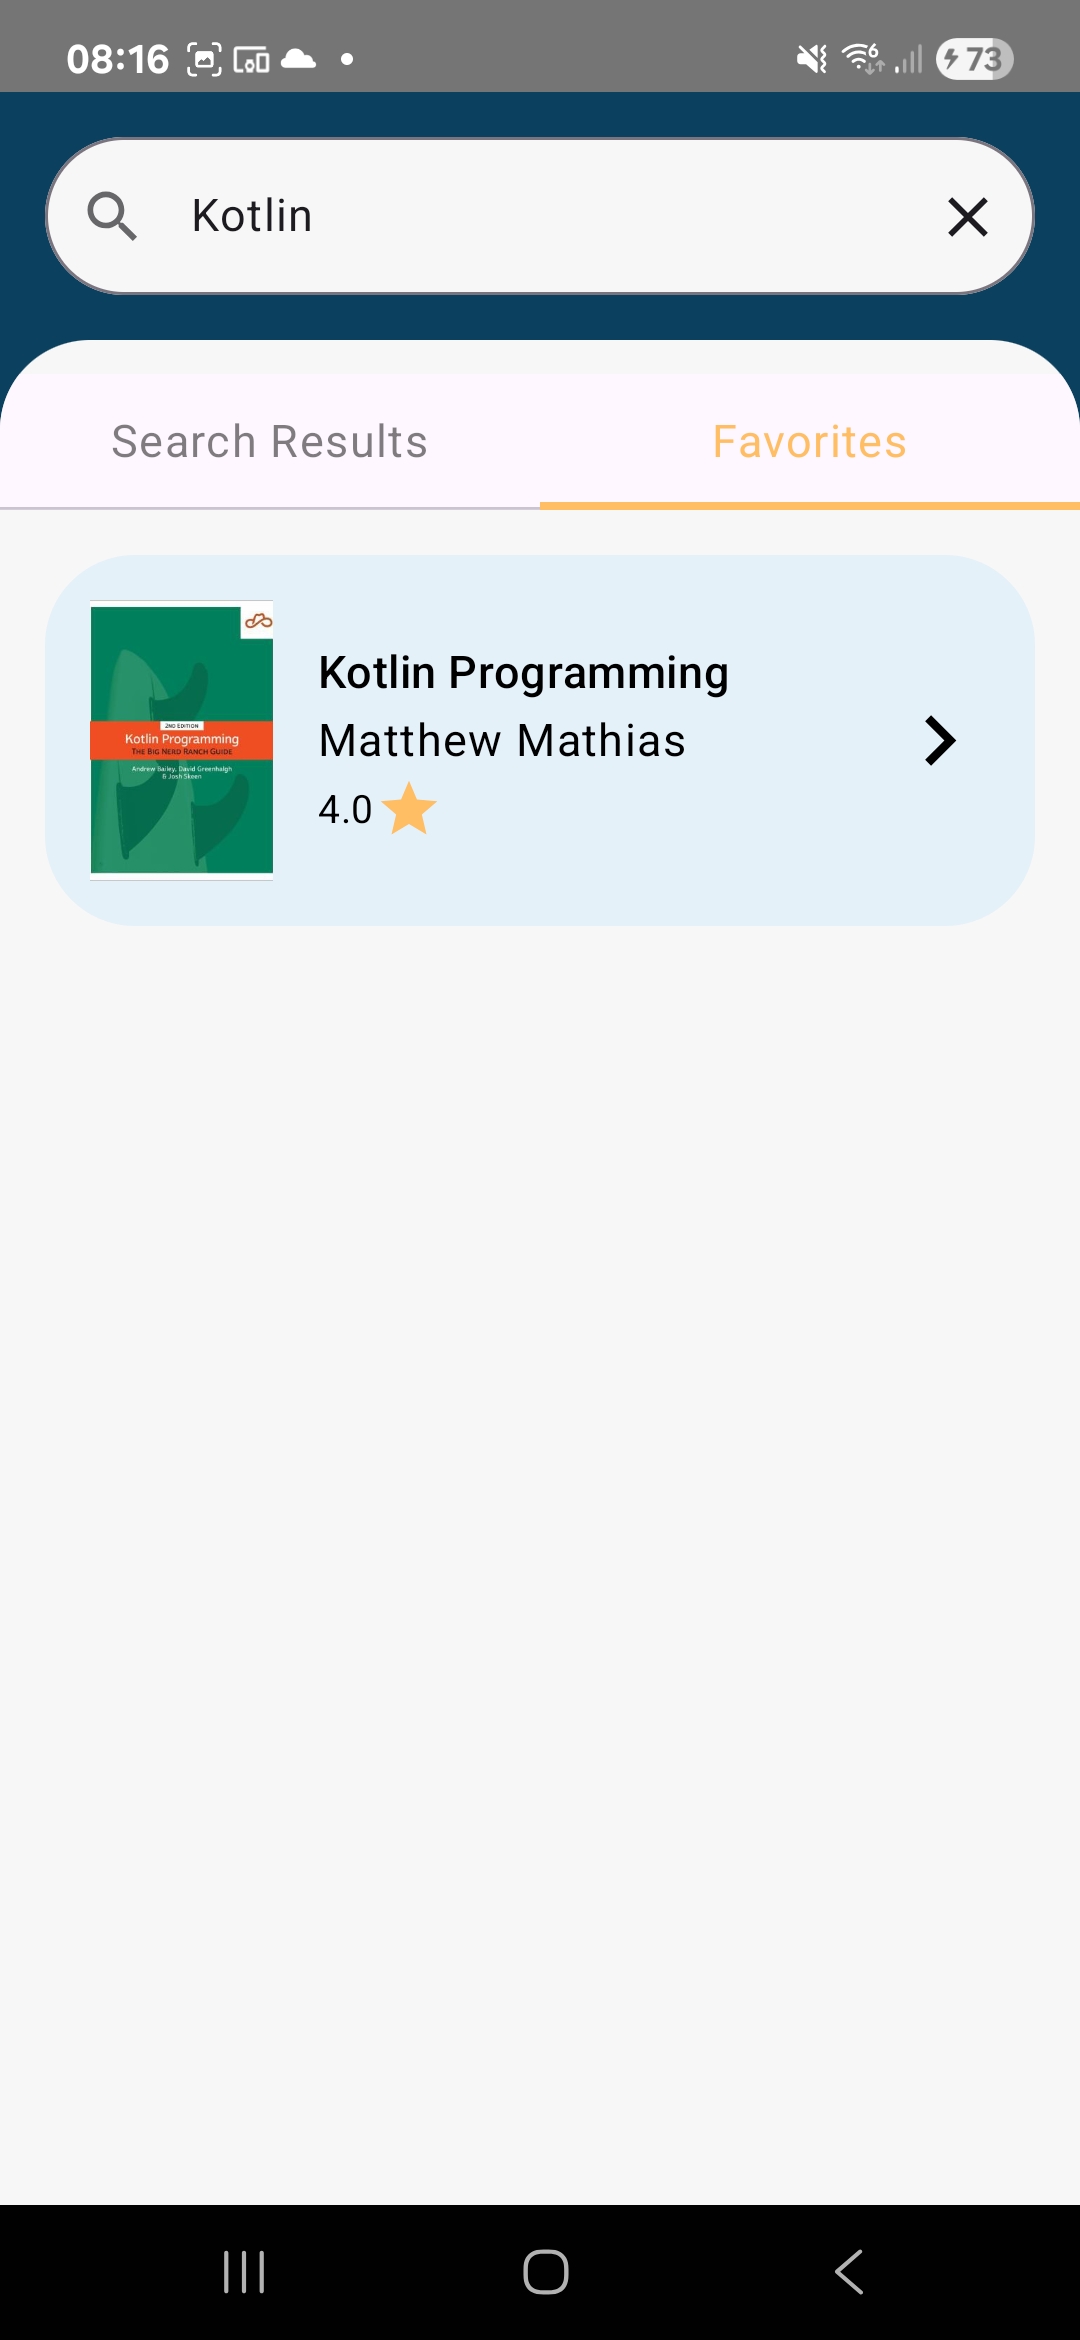 08:16
6
73
Kotlin
Search Results
Favorites
2ND EDITION
Kotlin Programming
THE BIG NERD RANCH GUIDE
Andrew Bailey, David Greenhalgh
& Josh Skeen
Kotlin Programming
Matthew Mathias
4.0